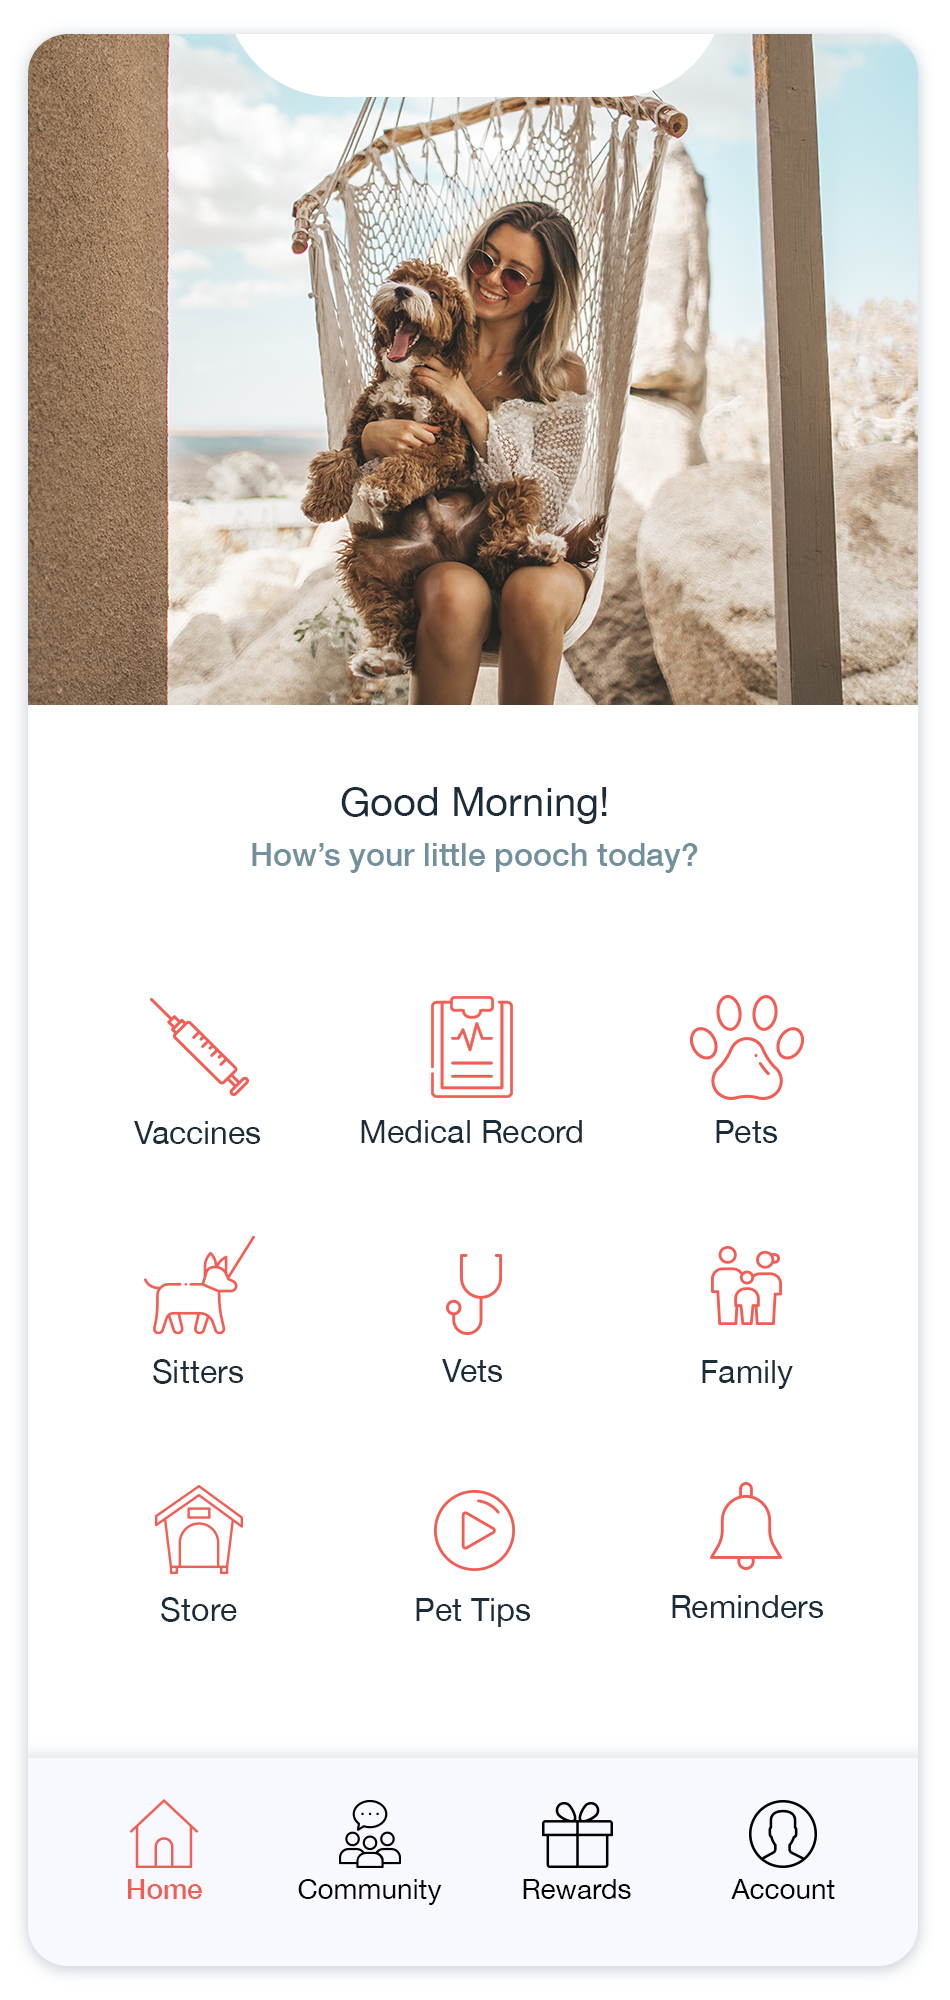 Good Morning!
How’s your little pooch today?
Vaccines
Medical Record
Pets
Sitters
Vets
Family
Store
Pet Tips
Reminders
Home
Community
Rewards
Account